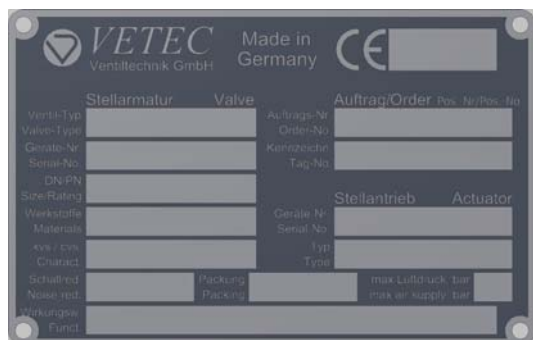 VETEC
Ventiltechnik GmbH
Made in
Germany
CE
Stellarmatur Valve
Auftrag/Order Pos. Nr/Pos.-No
Ventil-Typ
Valve-Type
Auftrags-Nr
Order-No
Geräte-Nr.
Serial-No.
Kennzeichn
Tag-No
DN-PN
Size/Rating
Stellantrieb Actuator
Werkstoffe
Materials
Geräte Nr
Serial No
kvs / cvs
Charact.
Typ
Type
Schallred.
Noise red.
Packung
Packing
max Luftdruck, bar
max air supply, bar
Wirkungsw.
Funct.